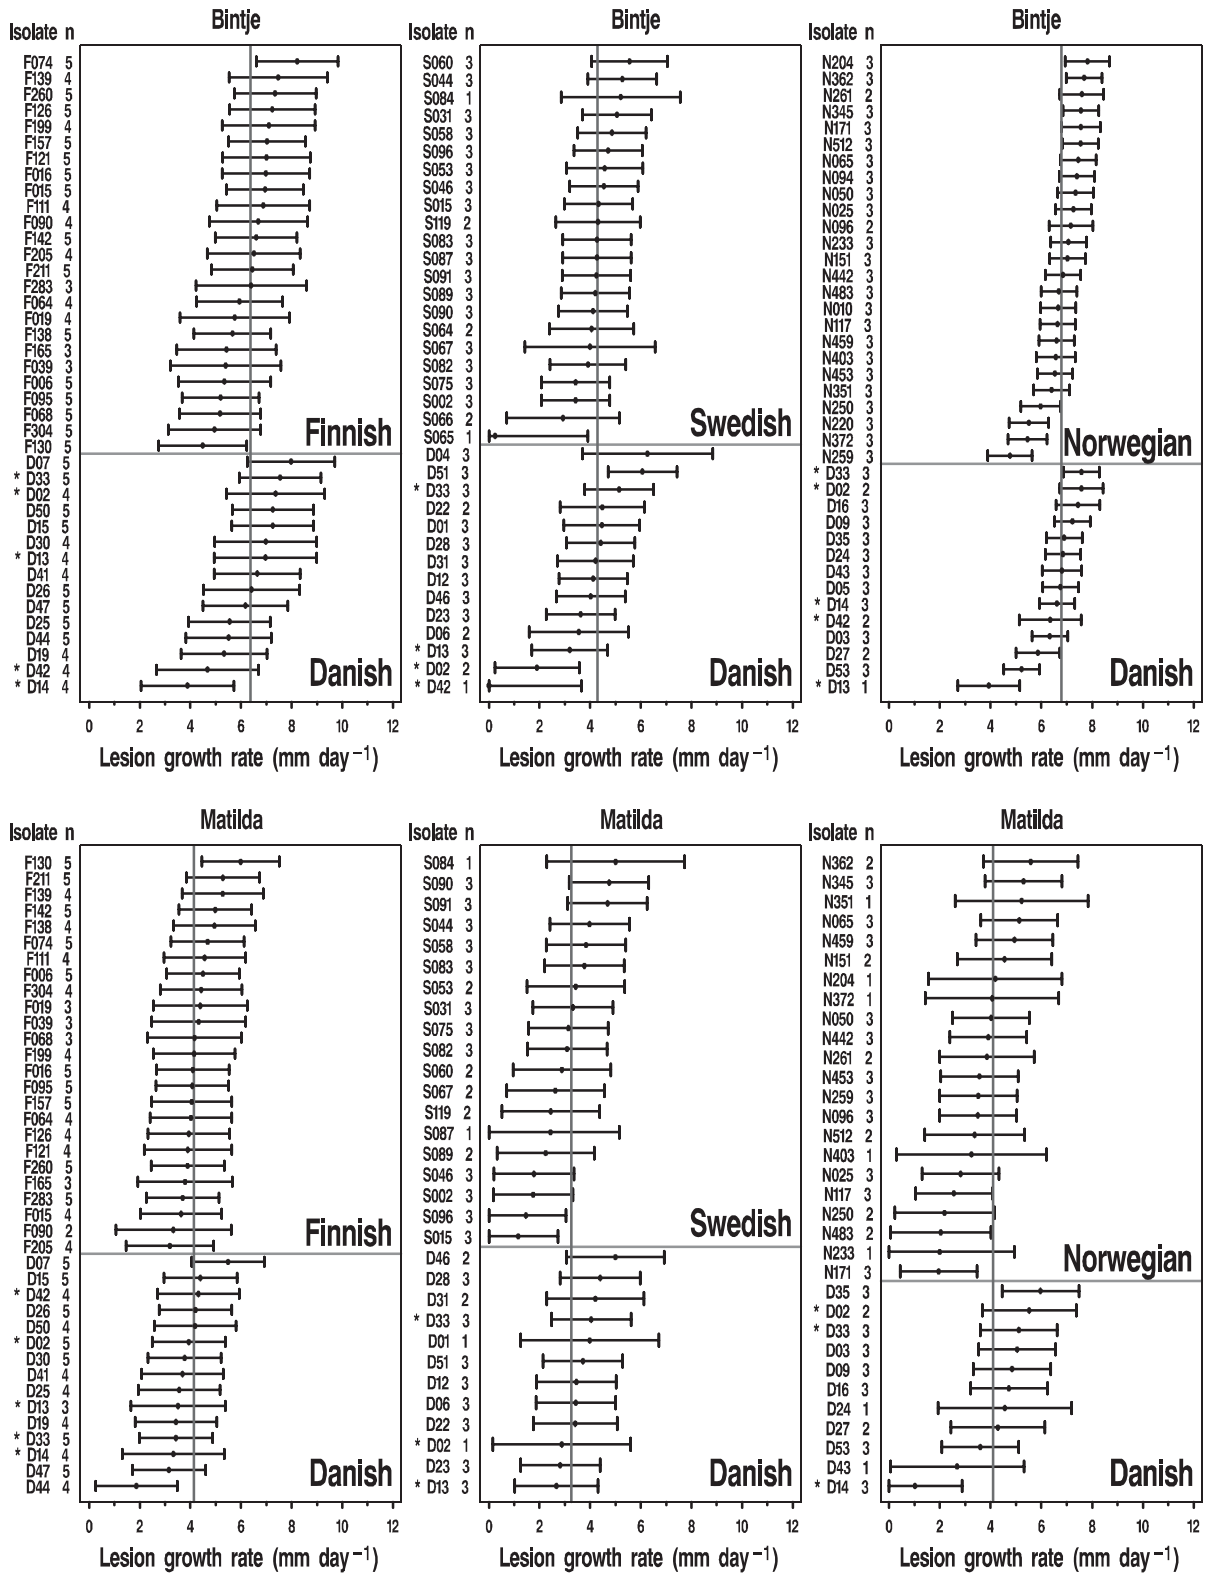 Bintje
Isolate n
F074 5
F139 4
F260 5
F126 5
F199 4
F157 5
F121 5
F016 5
F015 5
F111 4
F090 4
F142 5
F205 4
F211 5
F283 3
F064 4
F019 4
F138 5
F165 3
F039 3
F006 5
F095 5
F068 5
F304 5
F130 5
Finnish
D07 5
* D33 5
* D02 4
D50 5
D15 5
D30 4
* D13 4
D41 4
D26 5
D47 5
D25 5
D44 5
D19 4
* D42 4
* D14 4
Danish
0 2 4 6 8 10 12
Lesion growth rate (mm day⁻¹)
Bintje
Isolate n
S060 3
S044 3
S084 1
S031 3
S058 3
S096 3
S053 3
S046 3
S015 3
S119 2
S083 3
S087 3
S091 3
S089 3
S090 3
S064 2
S067 3
S082 3
S075 3
S002 3
S066 2
S065 1
Swedish
D04 3
D51 3
* D33 3
D22 2
D01 3
D28 3
D31 3
D12 3
D46 3
D23 3
D06 2
* D13 3
* D02 2
* D42 1
Danish
0 2 4 6 8 10 12
Lesion growth rate (mm day⁻¹)
Bintje
Isolate n
N204 3
N362 3
N261 2
N345 3
N171 3
N512 3
N065 3
N094 3
N050 3
N025 3
N096 2
N233 3
N151 3
N442 3
N483 3
N010 3
N117 3
N459 3
N403 3
N453 3
N351 3
N250 3
N220 3
N372 3
N259 3
Norwegian
* D33 3
* D02 2
D16 3
D09 3
D35 3
D24 3
D43 3
D05 3
* D14 3
* D42 2
D03 3
D27 2
D53 3
* D13 1
Danish
0 2 4 6 8 10 12
Lesion growth rate (mm day⁻¹)
Matilda
Isolate n
F130 5
F211 5
F139 4
F142 5
F138 4
F074 5
F111 4
F006 5
F304 4
F019 3
F039 3
F068 3
F199 4
F016 5
F095 5
F157 5
F064 4
F126 4
F121 4
F260 5
F165 3
F283 5
F015 4
F090 2
F205 4
Finnish
D07 5
D15 5
* D42 4
D26 5
D50 4
* D02 5
D30 5
D41 4
D25 4
* D13 3
D19 4
* D33 5
* D14 4
D47 5
D44 4
Danish
0 2 4 6 8 10 12
Lesion growth rate (mm day⁻¹)
Matilda
Isolate n
S084 1
S090 3
S091 3
S044 3
S058 3
S083 3
S053 2
S031 3
S075 3
S082 3
S060 2
S067 2
S119 2
S087 1
S089 2
S046 3
S002 3
S096 3
S015 3
Swedish
D46 2
D28 3
D31 2
* D33 3
D01 1
D51 3
D12 3
D06 3
D22 3
* D02 1
D23 3
* D13 3
Danish
0 2 4 6 8 10 12
Lesion growth rate (mm day⁻¹)
Matilda
Isolate n
N362 2
N345 3
N351 1
N065 3
N459 3
N151 2
N204 1
N372 1
N050 3
N442 3
N261 2
N453 3
N259 3
N096 3
N512 2
N403 1
N025 3
N117 3
N250 2
N483 2
N233 1
N171 3
Norwegian
D35 3
* D02 2
* D33 3
D03 3
D09 3
D16 3
D24 1
D27 2
D53 3
D43 1
* D14 3
Danish
0 2 4 6 8 10 12
Lesion growth rate (mm day⁻¹)